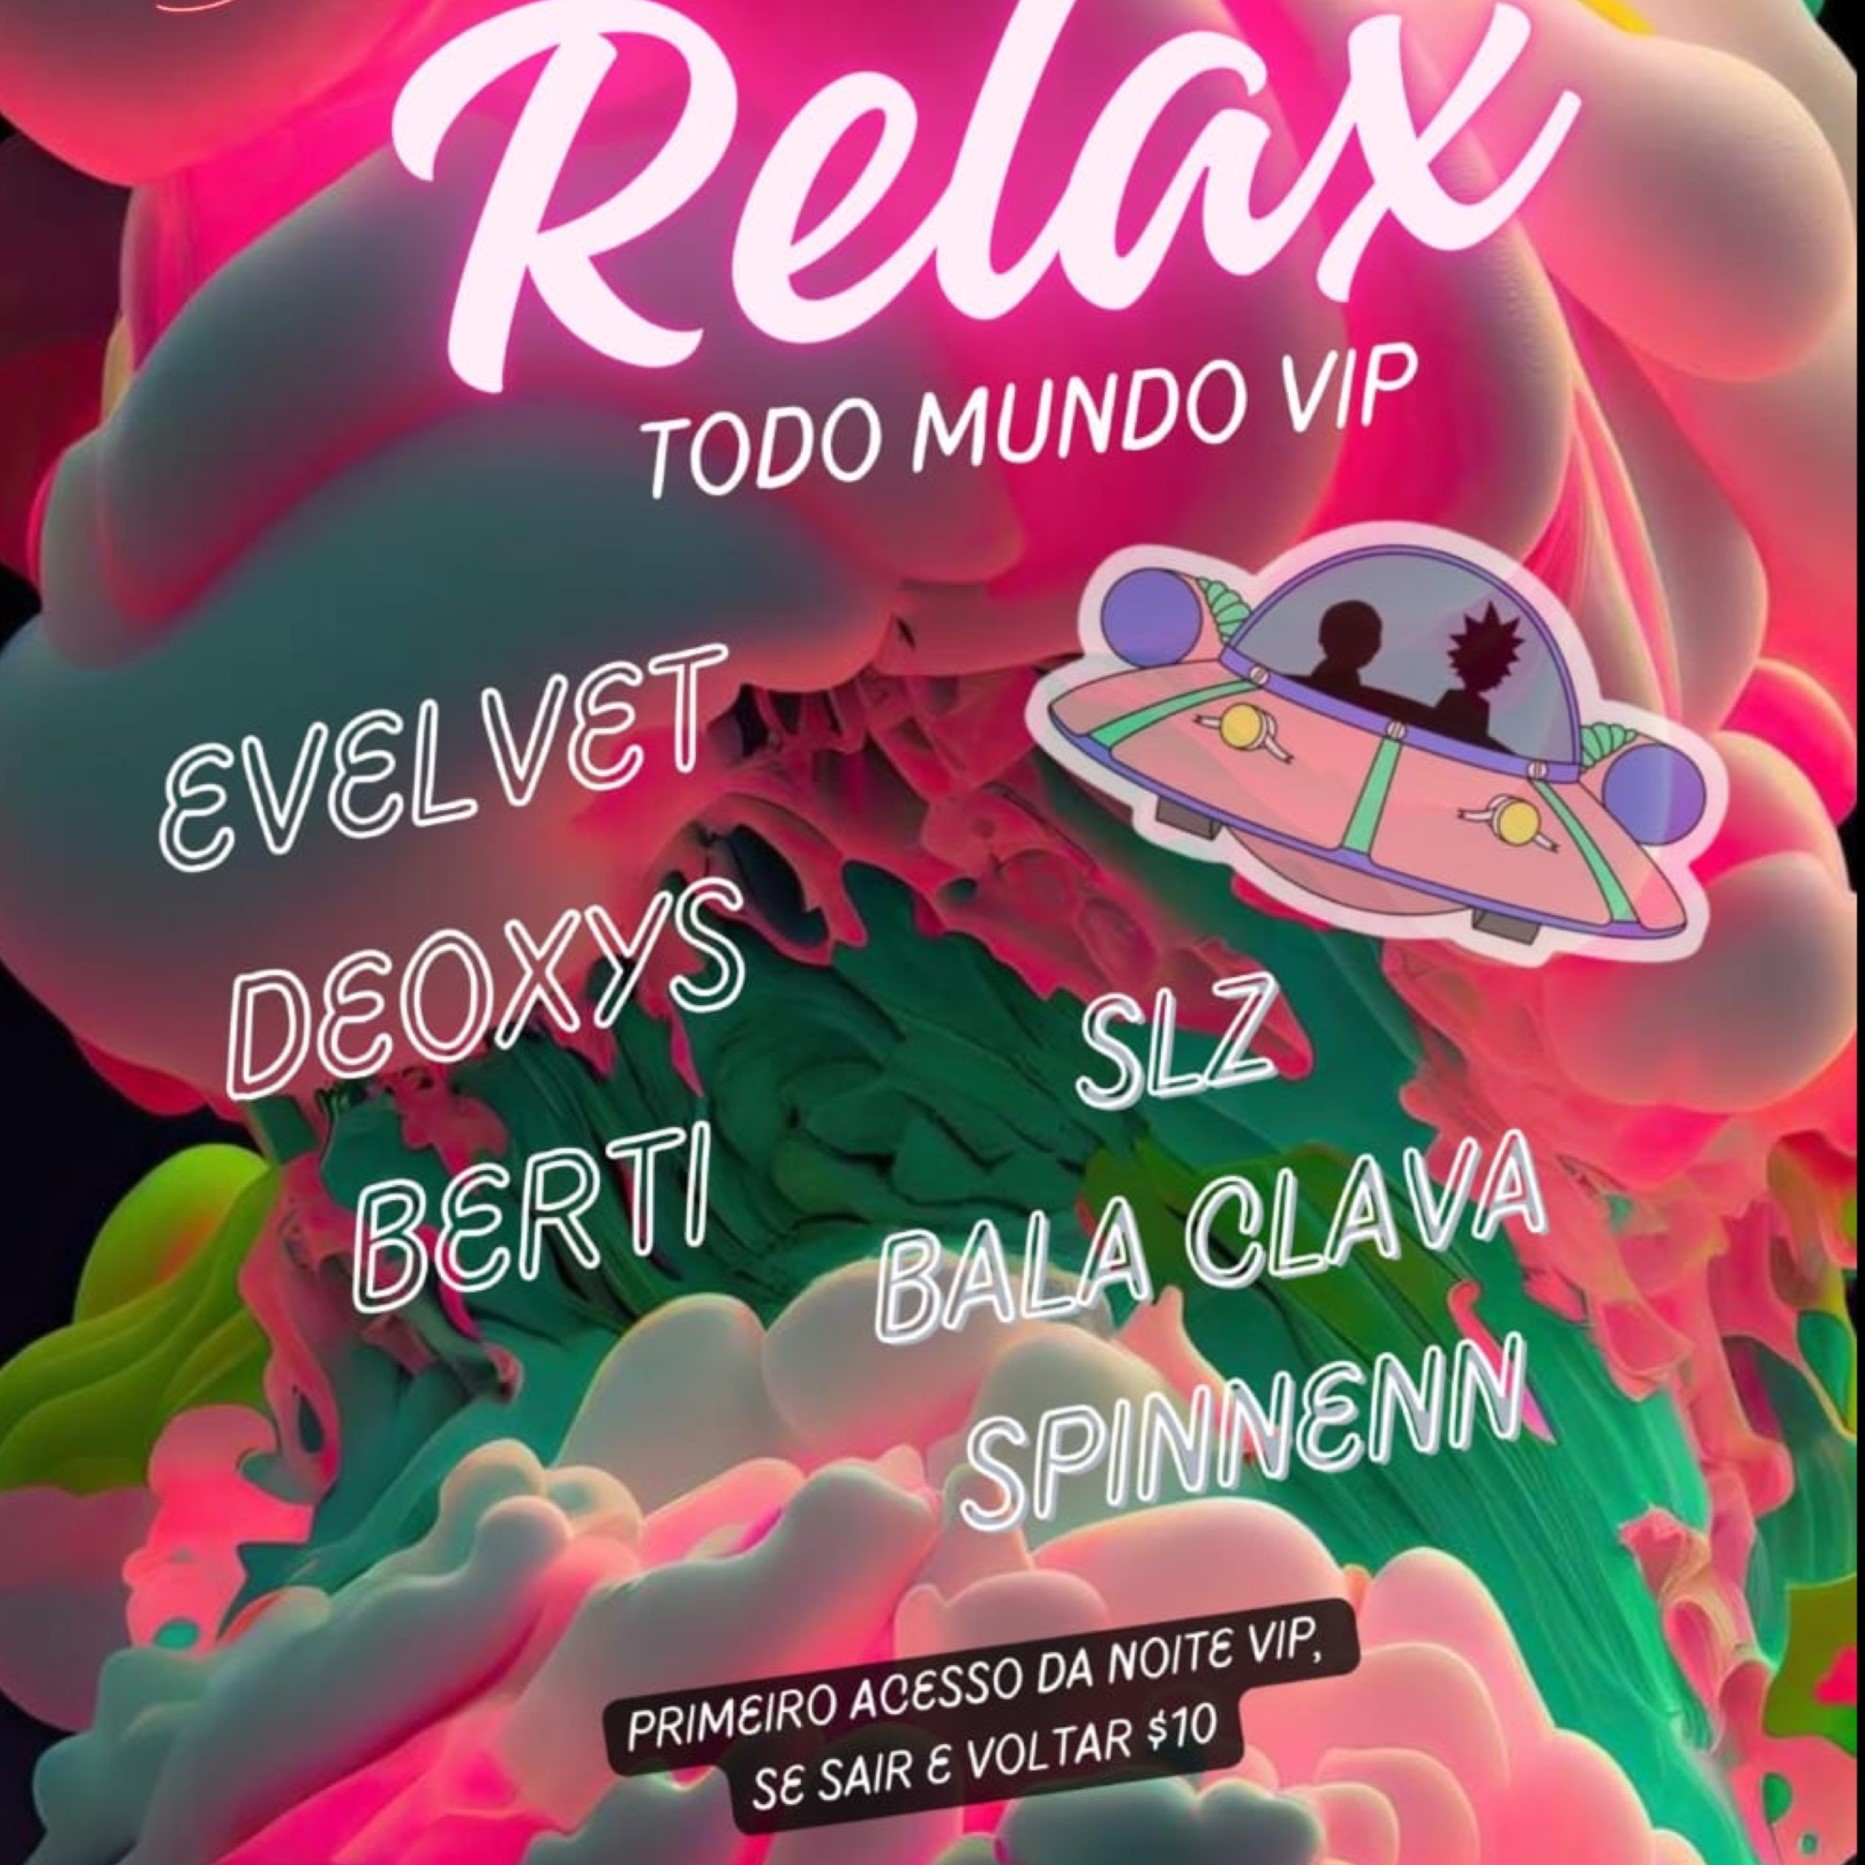 Relax
TODO MUNDO VIP
EVELVET
DEOXYS
BERTI
SLZ
BALA CLAVA
SPINNENN
PRIMEIRO ACESSO DA NOITE VIP,
SE SAIR E VOLTAR $10